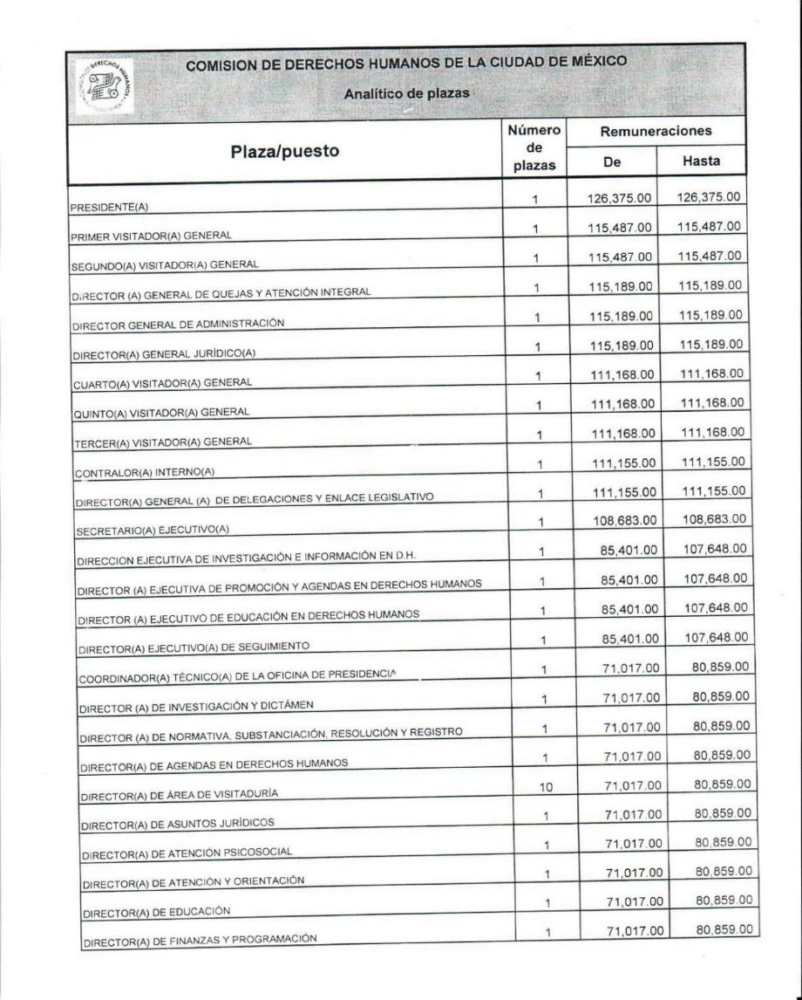 COMISION DE DERECHOS HUMANOS DE LA CIUDAD DE MÉXICO
Analítico de plazas
Plaza/puesto Número de plazas Remuneraciones
De Hasta
PRESIDENTE(A) 1 126,375.00 126,375.00
PRIMER VISITADOR(A) GENERAL 1 115,487.00 115,487.00
SEGUNDO(A) VISITADOR(A) GENERAL 1 115,487.00 115,487.00
DIRECTOR (A) GENERAL DE QUEJAS Y ATENCIÓN INTEGRAL 1 115,189.00 115,189.00
DIRECTOR GENERAL DE ADMINISTRACIÓN 1 115,189.00 115,189.00
DIRECTOR(A) GENERAL JURÍDICO(A) 1 115,189.00 115,189.00
CUARTO(A) VISITADOR(A) GENERAL 1 111,168.00 111,168.00
QUINTO(A) VISITADOR(A) GENERAL 1 111,168.00 111,168.00
TERCER(A) VISITADOR(A) GENERAL 1 111,168.00 111,168.00
CONTRALOR(A) INTERNO(A) 1 111,155.00 111,155.00
DIRECTOR(A) GENERAL (A) DE DELEGACIONES Y ENLACE LEGISLATIVO 1 111,155.00 111,155.00
SECRETARIO(A) EJECUTIVO(A) 1 108,683.00 108,683.00
DIRECCION EJECUTIVA DE INVESTIGACIÓN E INFORMACIÓN EN D.H. 1 85,401.00 107,648.00
DIRECTOR (A) EJECUTIVA DE PROMOCIÓN Y AGENDAS EN DERECHOS HUMANOS 1 85,401.00 107,648.00
DIRECTOR (A) EJECUTIVO DE EDUCACIÓN EN DERECHOS HUMANOS 1 85,401.00 107,648.00
DIRECTOR(A) EJECUTIVO(A) DE SEGUIMIENTO 1 85,401.00 107,648.00
COORDINADOR(A) TÉCNICO(A) DE LA OFICINA DE PRESIDENCIA 1 71,017.00 80,859.00
DIRECTOR (A) DE INVESTIGACIÓN Y DICTÁMEN 1 71,017.00 80,859.00
DIRECTOR (A) DE NORMATIVA, SUBSTANCIACIÓN, RESOLUCIÓN Y REGISTRO 1 71,017.00 80,859.00
DIRECTOR(A) DE AGENDAS EN DERECHOS HUMANOS 1 71,017.00 80,859.00
DIRECTOR(A) DE ÁREA DE VISITADURÍA 10 71,017.00 80,859.00
DIRECTOR(A) DE ASUNTOS JURÍDICOS 1 71,017.00 80,859.00
DIRECTOR(A) DE ATENCIÓN PSICOSOCIAL 1 71,017.00 80,859.00
DIRECTOR(A) DE ATENCIÓN Y ORIENTACIÓN 1 71,017.00 80,859.00
DIRECTOR(A) DE EDUCACIÓN 1 71,017.00 80,859.00
DIRECTOR(A) DE FINANZAS Y PROGRAMACIÓN 1 71,017.00 80,859.00